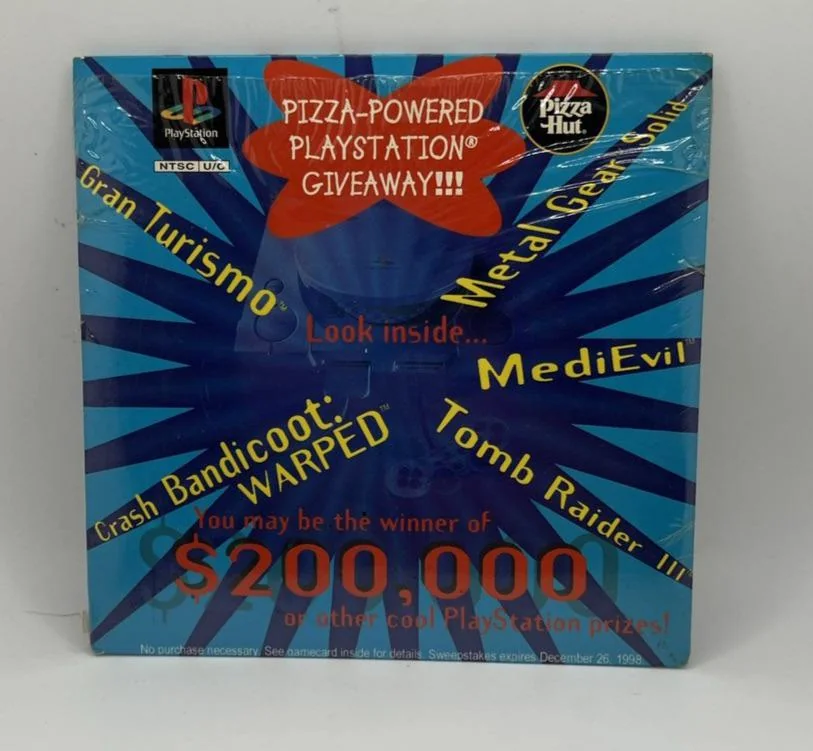 PlayStation
NTSC U/C
PIZZA-POWERED
PLAYSTATION®
GIVEAWAY!!!
Pizza
Hut®
Gran Turismo™
Metal Gear Solid
Look inside...
MediEvil™
Crash Bandicoot:
WARPED™
Tomb Raider III
You may be the winner of
$200,000
or other cool PlayStation prizes!
No purchase necessary. See gamecard inside for details. Sweepstakes expires December 26, 1998.